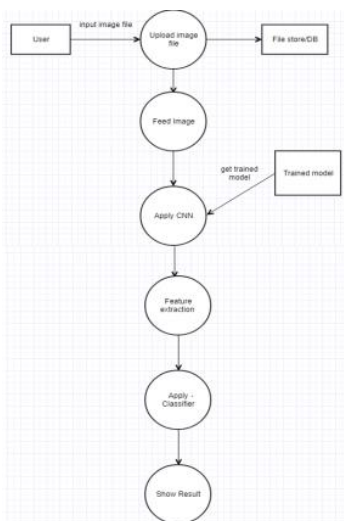 input image file
User
Upload image
file
File store/DB
Feed Image
get trained
model
Trained model
Apply CNN
Feature
extraction
Apply -
Classifier
Show Result